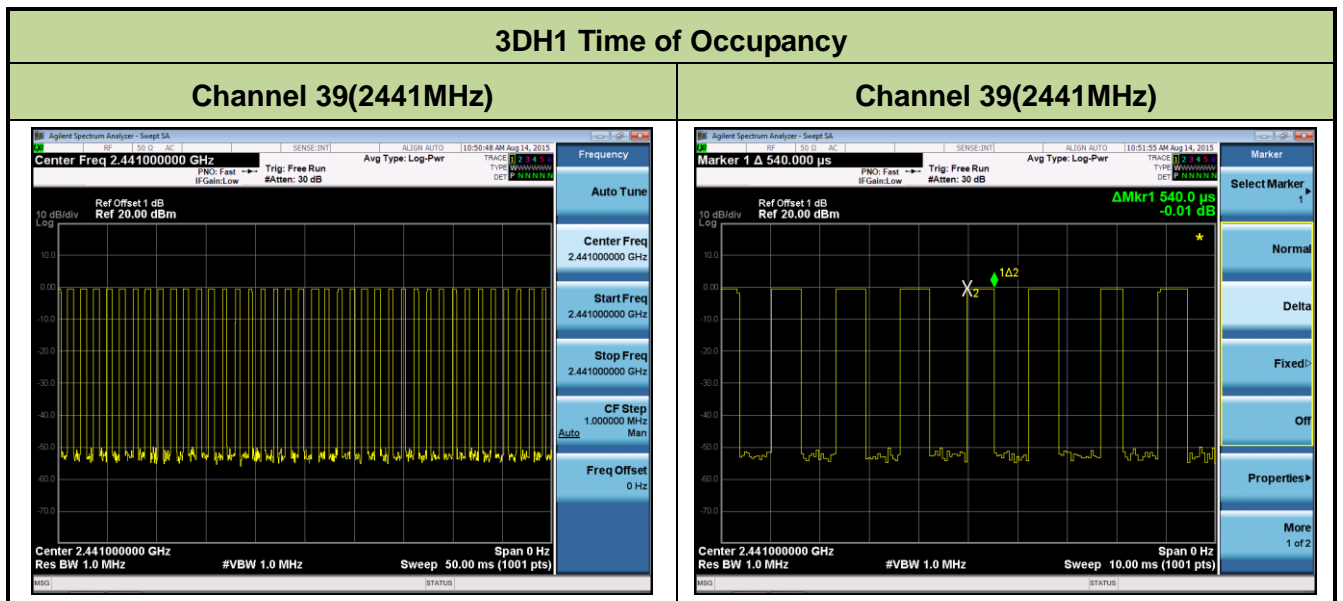 3DH1 Time of Occupancy
Channel 39(2441MHz)
Channel 39(2441MHz)
Agilent Spectrum Analyzer - Swept SA
RF 50 Ω AC SENSE:INT ALIGN AUTO 10:50:48 AM Aug 14, 2015
Center Freq 2.441000000 GHz
PNO: Fast
IFGain:Low
Trig: Free Run
#Atten: 30 dB
Avg Type: Log-Pwr
TRACE 1 2 3 4 5 6
TYPE WWWWWW
DET P N N N N N
Ref Offset 1 dB
10 dB/div Ref 20.00 dBm
Log
10.0
0.00
-10.0
-20.0
-30.0
-40.0
-50.0
-60.0
-70.0
Center 2.441000000 GHz Span 0 Hz
Res BW 1.0 MHz #VBW 1.0 MHz Sweep 50.00 ms (1001 pts)
MSG STATUS
Frequency
Auto Tune
Center Freq
2.441000000 GHz
Start Freq
2.441000000 GHz
Stop Freq
2.441000000 GHz
CF Step
1.000000 MHz
Auto Man
Freq Offset
0 Hz
Agilent Spectrum Analyzer - Swept SA
RF 50 Ω AC SENSE:INT ALIGN AUTO 10:51:55 AM Aug 14, 2015
Marker 1 Δ 540.000 µs
PNO: Fast
IFGain:Low
Trig: Free Run
#Atten: 30 dB
Avg Type: Log-Pwr
TRACE 1 2 3 4 5 6
TYPE WWWWWW
DET P N N N N N
ΔMkr1 540.0 µs
-0.01 dB
Ref Offset 1 dB
10 dB/div Ref 20.00 dBm
Log
10.0
0.00
-10.0
-20.0
-30.0
-40.0
-50.0
-60.0
-70.0
X2
1Δ2
*
Center 2.441000000 GHz Span 0 Hz
Res BW 1.0 MHz #VBW 1.0 MHz Sweep 10.00 ms (1001 pts)
MSG STATUS
Marker
Select Marker
1
Normal
Delta
Fixed
Off
Properties
More
1 of 2